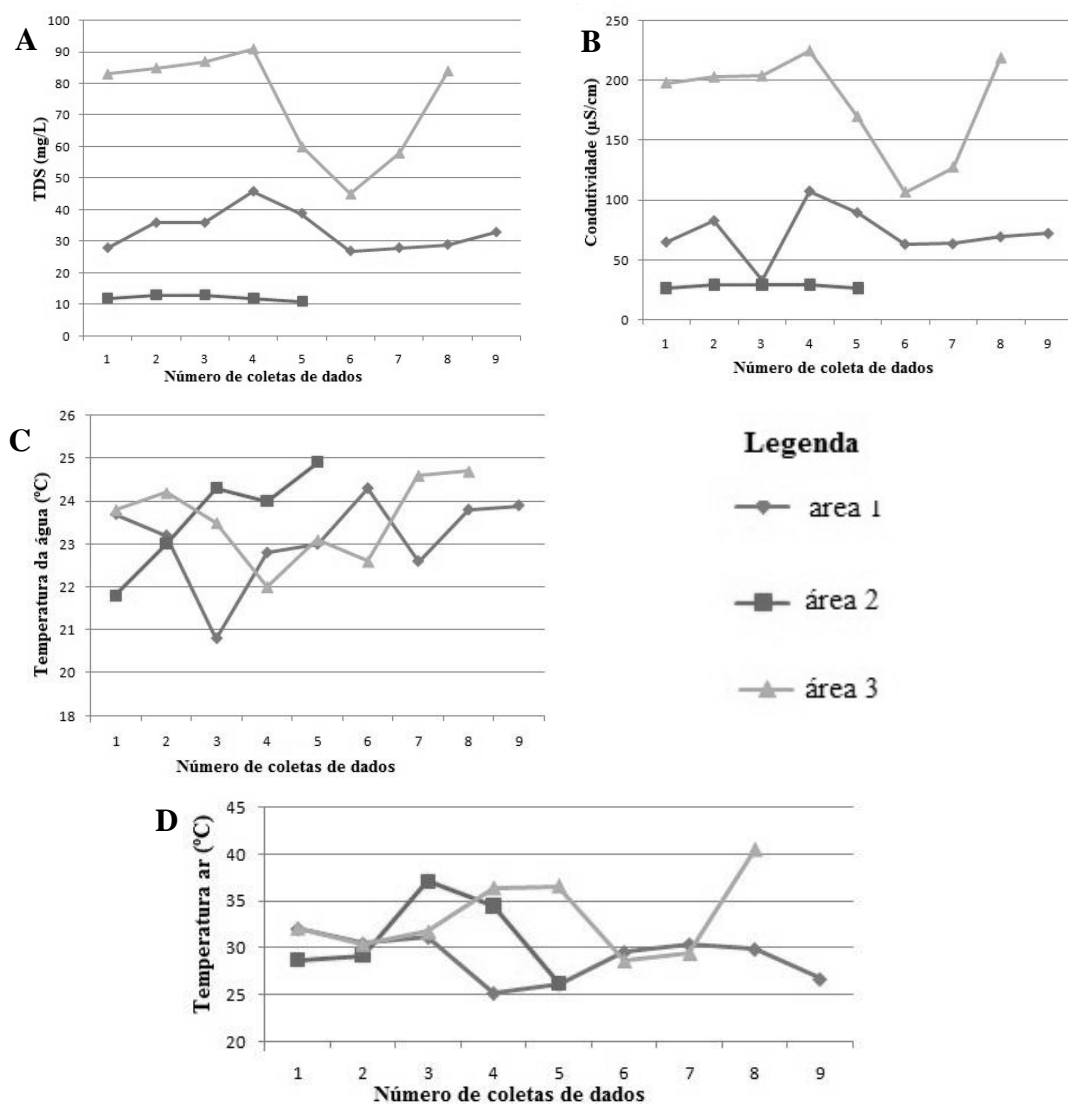 A
TDS (mg/L)
100
90
80
70
60
50
40
30
20
10
0
1 2 3 4 5 6 7 8 9
Número de coletas de dados
B
Condutividade (µS/cm)
250
200
150
100
50
0
1 2 3 4 5 6 7 8 9
Número de coleta de dados
C
Temperatura da água (ºC)
26
25
24
23
22
21
20
18
1 2 3 4 5 6 7 8 9
Número de coletas de dados
Legenda
area 1
área 2
área 3
D
Temperatura ar (ºC)
45
40
35
30
25
20
1 2 3 4 5 6 7 8 9
Número de coletas de dados